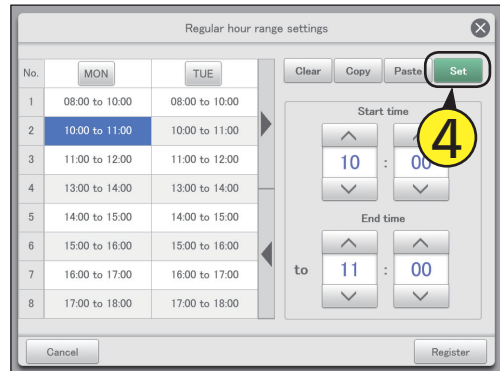 Regular hour range settings
No. MON TUE Clear Copy Paste Set
1 08:00 to 10:00 08:00 to 10:00
2 10:00 to 11:00 10:00 to 11:00
3 11:00 to 12:00 11:00 to 12:00
4 13:00 to 14:00 13:00 to 14:00
5 14:00 to 15:00 14:00 to 15:00
6 15:00 to 16:00 15:00 to 16:00
7 16:00 to 17:00 16:00 to 17:00
8 17:00 to 18:00 17:00 to 18:00
Start time
10 : 00
4
End time
to 11 : 00
Cancel Register